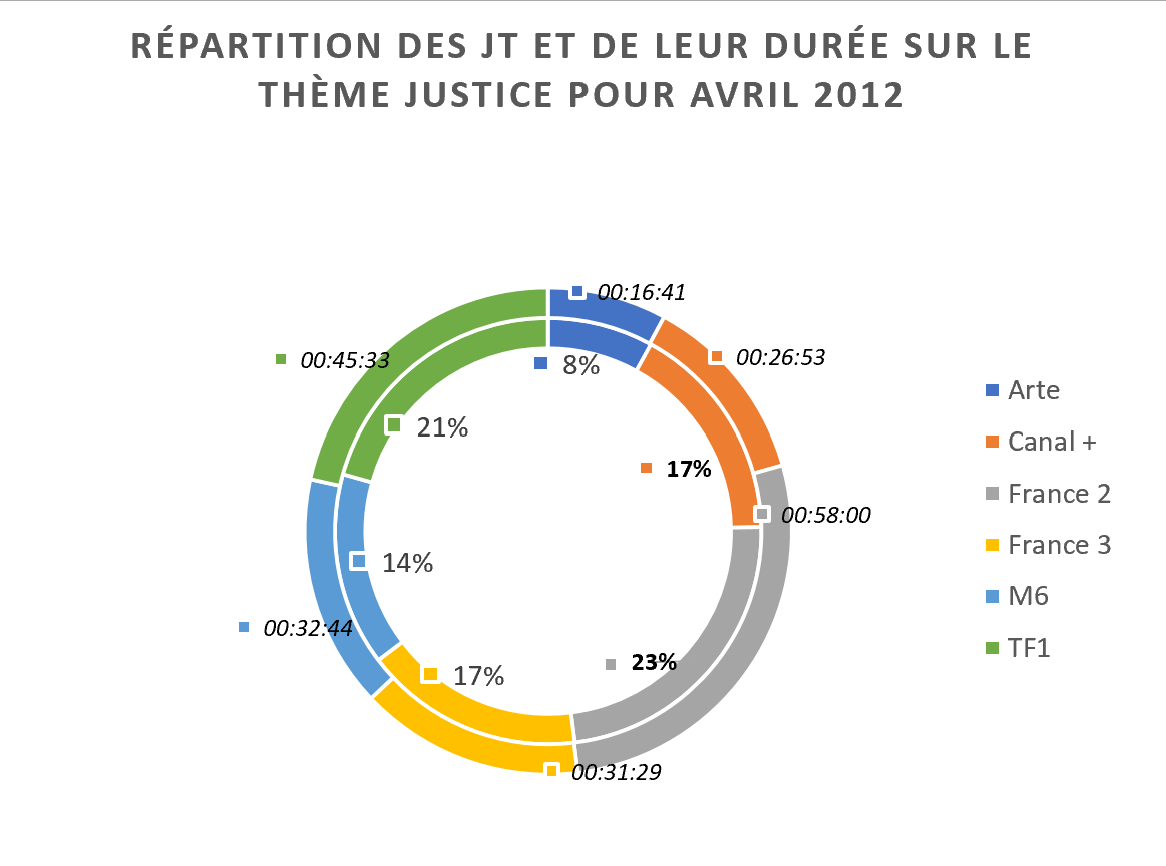 RÉPARTITION DES JT ET DE LEUR DURÉE SUR LE
THÈME JUSTICE POUR AVRIL 2012
00:16:41
00:26:53
00:45:33
8%
21%
17%
00:58:00
14%
00:32:44
23%
17%
00:31:29
Arte
Canal +
France 2
France 3
M6
TF1